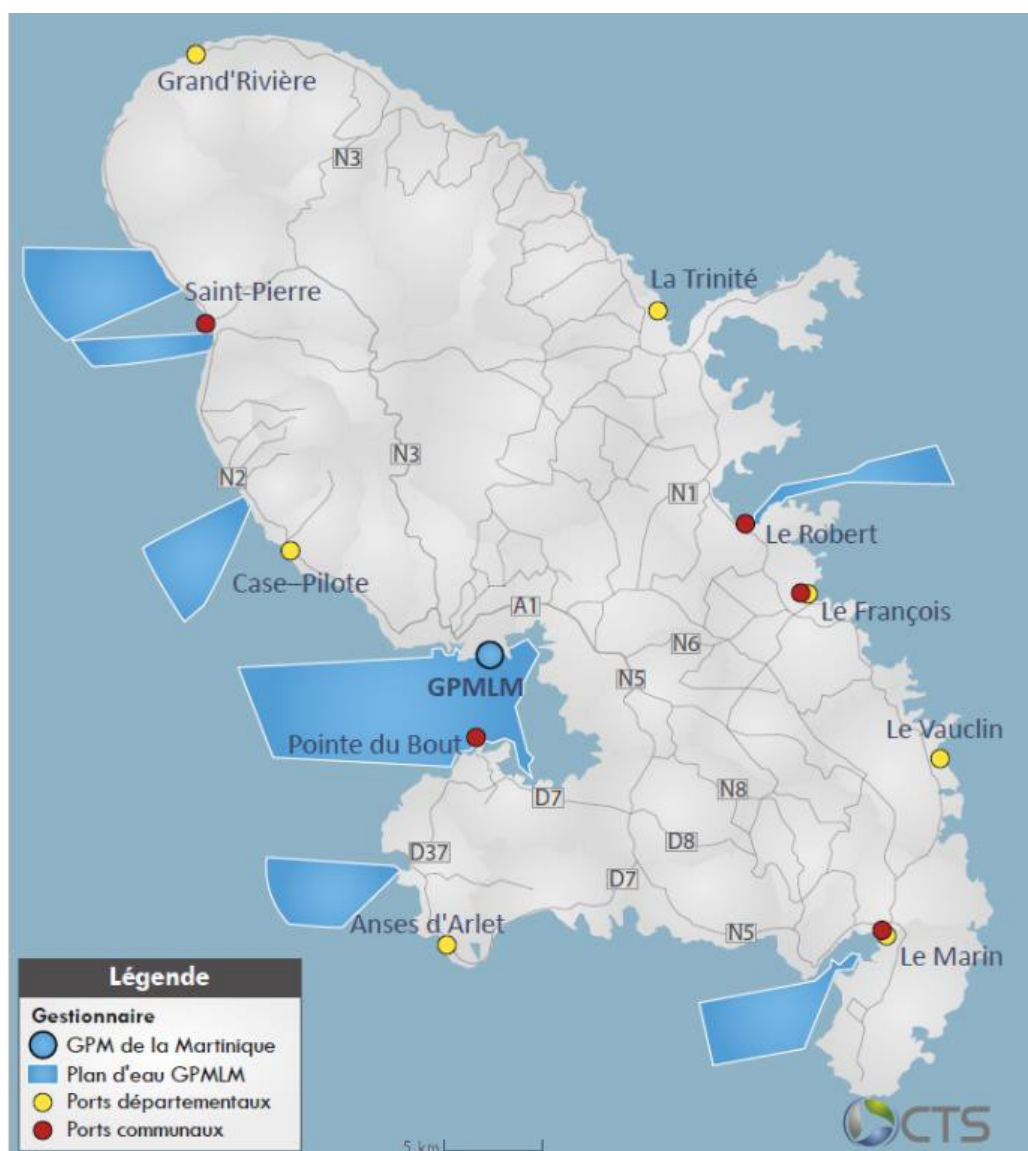 Grand'Rivière
N3
La Trinité
Saint-Pierre
N3
N2
N1
Le Robert
Case–Pilote
A1
Le François
N6
GPMLM
N5
Le Vauclin
Pointe du Bout
N8
D7
D8
D37
D7
Anses d'Arlet
N5
Le Marin
Légende
Gestionnaire
GPM de la Martinique
Plan d'eau GPMLM
Ports départementaux
Ports communaux
5 km
CTS